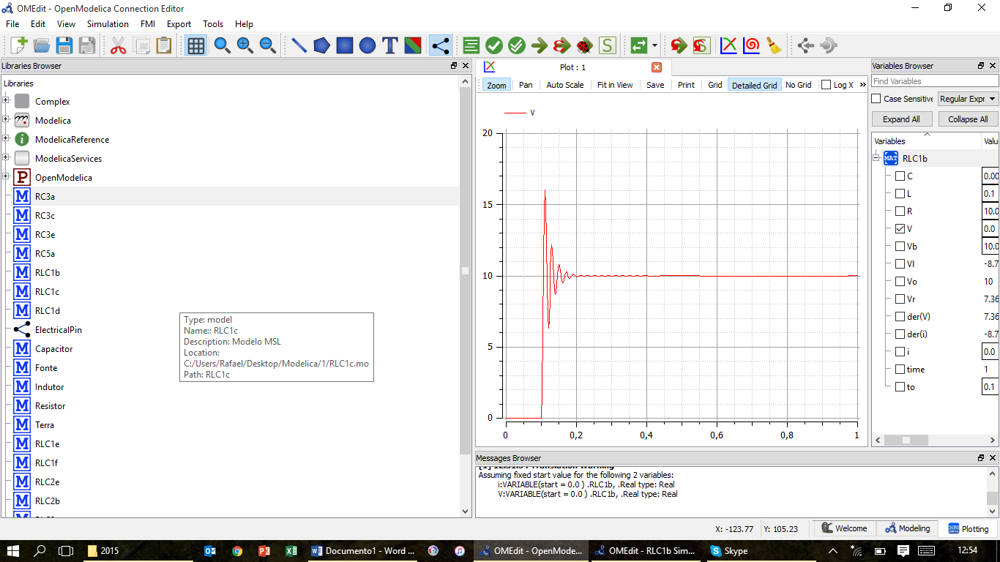 OMEdit - OpenModelica Connection Editor
File Edit View Simulation FMI Export Tools Help
Libraries Browser
Libraries
Complex
Modelica
ModelicaReference
ModelicaServices
P OpenModelica
M RC3a
M RC3c
M RC3e
M RC5a
M RLC1b
M RLC1c
M RLC1d
ElectricalPin
M Capacitor
M Fonte
M Indutor
M Resistor
M Terra
M RLC1e
M RLC1f
M RLC2e
M RLC2b
Type: model
Name:: RLC1c
Description: Modelo MSL
Location:
C:/Users/Rafael/Desktop/Modelica/1/RLC1c.mo
Path: RLC1c
Plot : 1
Zoom Pan Auto Scale Fit in View Save Print Grid Detailed Grid No Grid Log X »
V
20
15
10
5
0
0 0,2 0,4 0,6 0,8 1
Messages Browser
[1] 12:51:54 Translation Warning
Assuming fixed start value for the following 2 variables:
i:VARIABLE(start = 0.0 ) .RLC1b, .Real type: Real
V:VARIABLE(start = 0.0 ) .RLC1b, .Real type: Real
Variables Browser
Find Variables
Case Sensitive Regular Expr
Expand All Collapse All
Variables Valu
MAT RLC1b
C 0.00
L 0.1
R 10.0
V 0.0
Vb 10.0
Vl -8.7
Vo 10
Vr 7.36
der(V) 7.36
der(i) -8.7
i 0.0
time 1
to 0.1
X: -123.77 Y: 105.23 Welcome Modeling Plotting
2015 Documento1 - Word ... OMEdit - OpenMode... OMEdit - RLC1b Sim... Skype 12:54